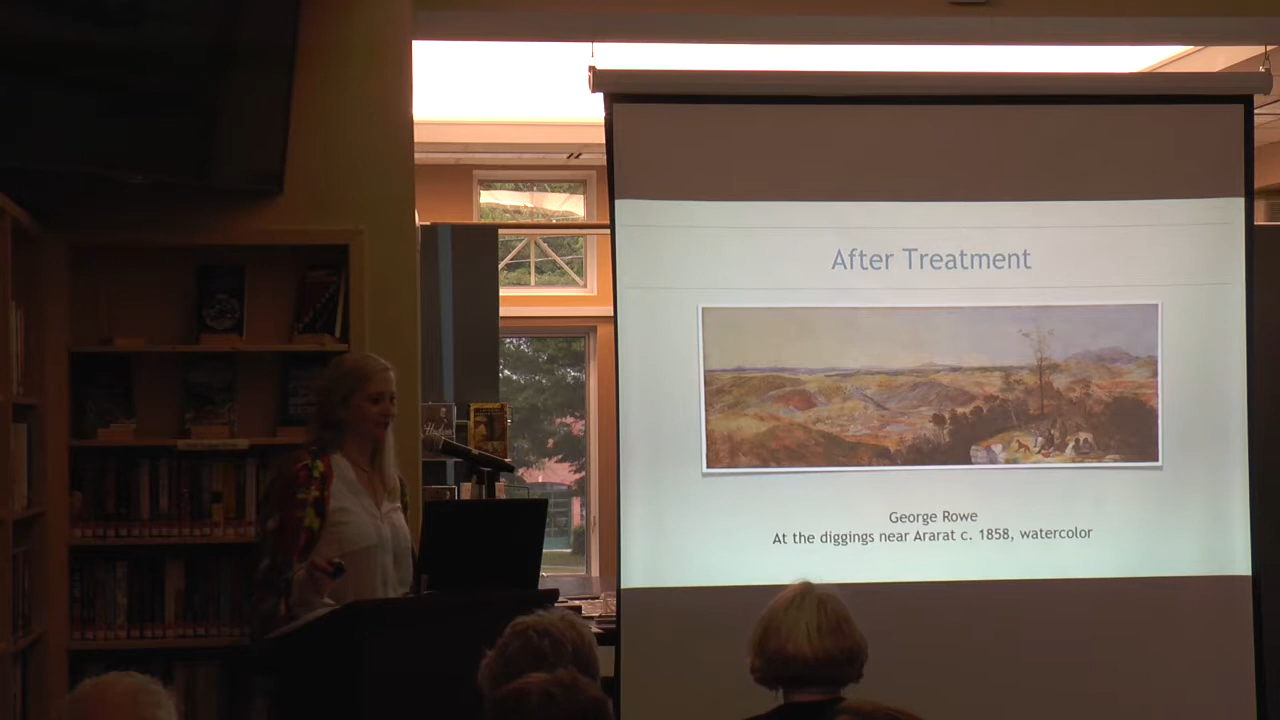 After Treatment
George Rowe
At the diggings near Ararat c. 1858, watercolor